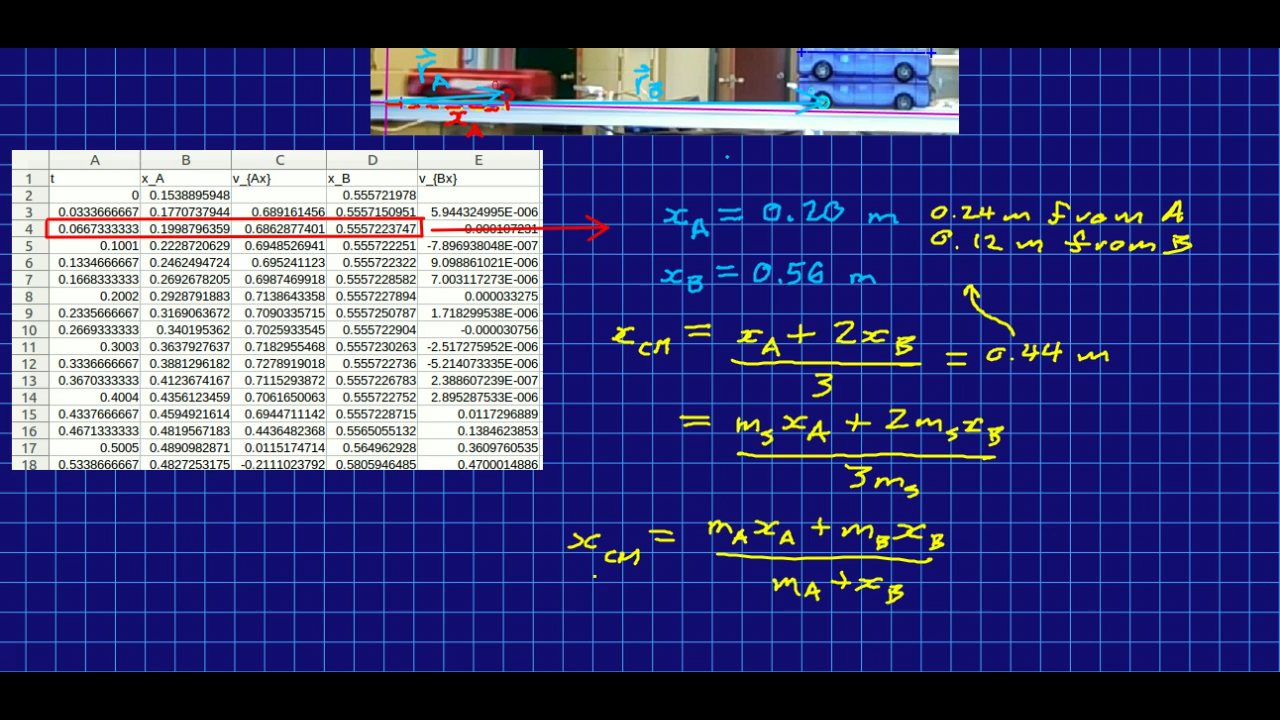 r⃗_A
r⃗_B
x_A
A B C D E
1 t x_A v_{Ax} x_B v_{Bx}
2 0 0.1538895948 0.555721978
3 0.0333666667 0.1770737944 0.689161456 0.5557150951 5.944324995E-006
4 0.0667333333 0.1998796359 0.6862877401 0.5557223747
5 0.1001 0.2228720629 0.6948526941 0.555722251 -7.896938048E-007
6 0.1334666667 0.2462494724 0.695241123
7 0.1668333333 0.2692678205 0.6987469918 0.5557228582 7.003117273E-006
8 0.2002 0.2928791883 0.7138643358 0.5557227894 0.000033275
9 0.2335666667 0.3169063672 0.7090335715 0.5557250787 1.718299538E-006
10 0.2669333333 0.340195362 0.7025593545 0.555722904 -0.000030756
11 0.3003 0.3637927637 0.7182955468 0.5557230263 -2.517275952E-006
12 0.3336666667 0.3881296182 0.7278819018 0.555722736 -5.214073335E-006
13 0.3670333333 0.4123674167 0.7115293872 0.5557226783 2.388607239E-007
14 0.4004 0.4356123459 0.7061650063 0.555722752 2.895287533E-006
15 0.4337666667 0.4594921614 0.6944711142 0.5557228715 0.0117296889
16 0.4671333333 0.4819567183 0.4436482368 0.5565055132 0.1384623853
17 0.5005 0.4890982871 0.0115174714 0.564962928 0.3609760535
18 0.5338666667 0.4827253175 -0.2111023792 0.5805946485 0.4700014886
x_A = 0.20 m
0.24 m from A
0.12 m from B
x_B = 0.56 m
x_CM = (x_A + 2x_B) / 3 = 0.44 m
= (m_s x_A + 2m_s x_B) / 3m_s
x_CM = (m_A x_A + m_B x_B) / (m_A + x_B)